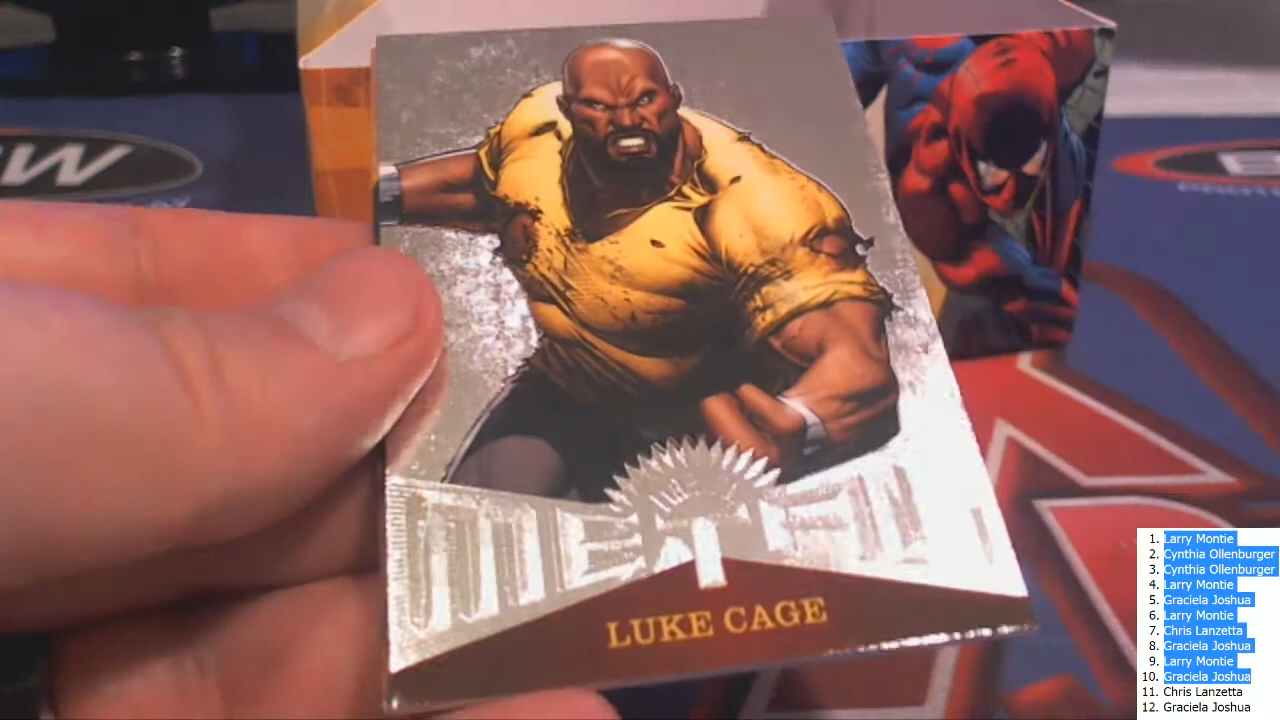 METAL
LUKE CAGE
1. Larry Montie
2. Cynthia Ollenburger
3. Cynthia Ollenburger
4. Larry Montie
5. Graciela Joshua
6. Larry Montie
7. Chris Lanzetta
8. Graciela Joshua
9. Larry Montie
10. Graciela Joshua
11. Chris Lanzetta
12. Graciela Joshua